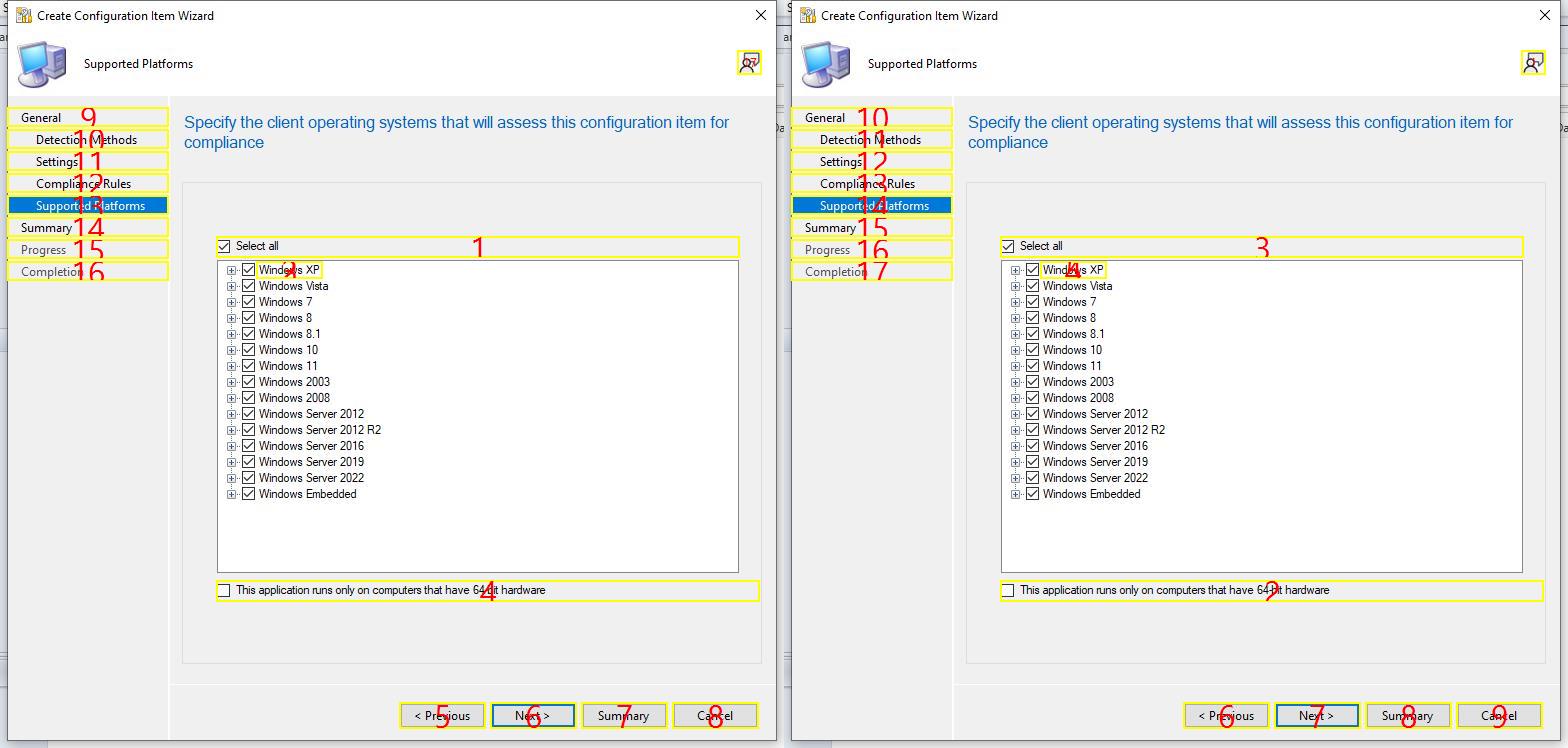 Create Configuration Item Wizard
Supported Platforms
General 9
Detection Methods 10
Settings 11
Compliance Rules 12
Supported Platforms 13
Summary 14
Progress 15
Completion 16
Specify the client operating systems that will assess this configuration item for
compliance
Select all 1
Windows XP
Windows Vista
Windows 7
Windows 8
Windows 8.1
Windows 10
Windows 11
Windows 2003
Windows 2008
Windows Server 2012
Windows Server 2012 R2
Windows Server 2016
Windows Server 2019
Windows Server 2022
Windows Embedded
This application runs only on computers that have 64-bit hardware 4
< Previous 5
Next > 6
Summary 7
Cancel 8
Create Configuration Item Wizard
Supported Platforms
General 10
Detection Methods 11
Settings 12
Compliance Rules 13
Supported Platforms 14
Summary 15
Progress 16
Completion 17
Specify the client operating systems that will assess this configuration item for
compliance
Select all 3
Windows XP
Windows Vista
Windows 7
Windows 8
Windows 8.1
Windows 10
Windows 11
Windows 2003
Windows 2008
Windows Server 2012
Windows Server 2012 R2
Windows Server 2016
Windows Server 2019
Windows Server 2022
Windows Embedded
This application runs only on computers that have 64-bit hardware 2
< Previous 6
Next > 7
Summary 8
Cancel 9